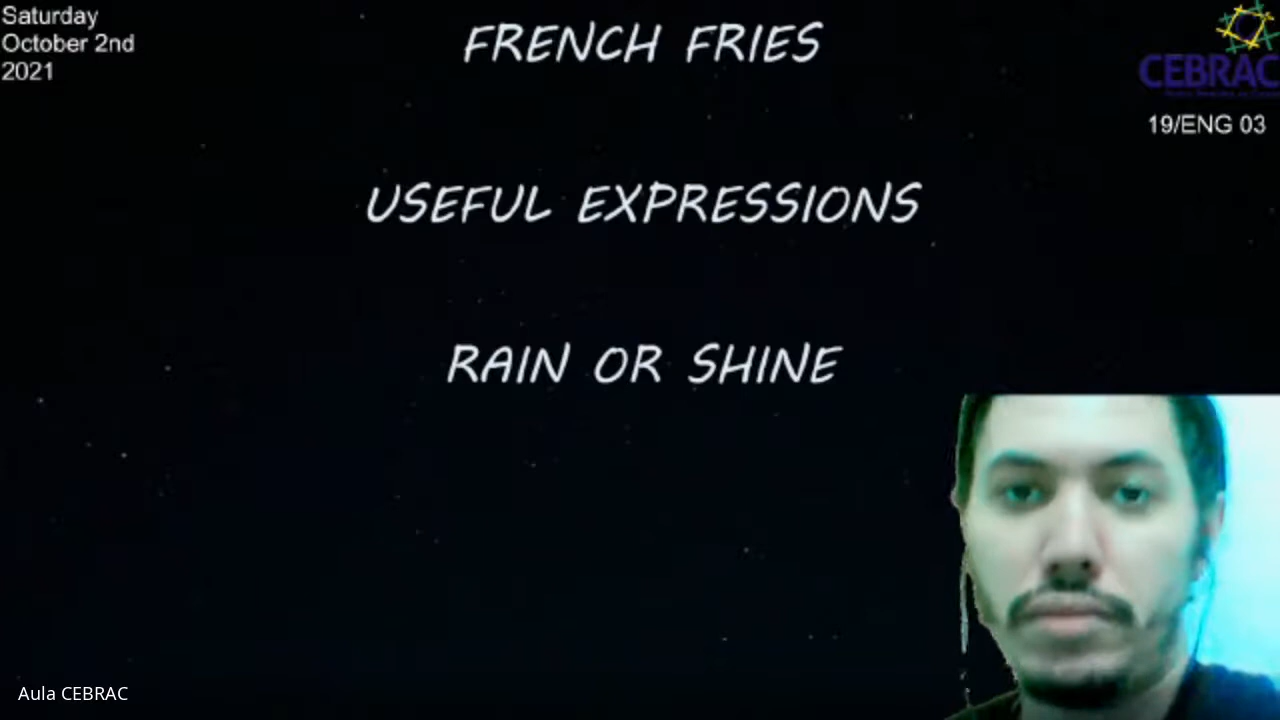 Saturday
October 2nd
2021
FRENCH FRIES
CEBRAC
19/ENG 03
USEFUL EXPRESSIONS
RAIN OR SHINE
Aula CEBRAC